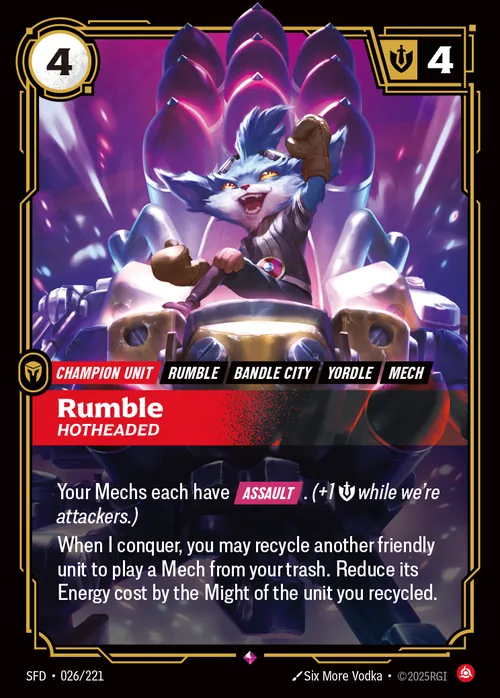 4
4
CHAMPION UNIT RUMBLE BANDLE CITY YORDLE MECH
Rumble
HOTHEADED
Your Mechs each have ASSAULT. (+1 while we're
attackers.)
When I conquer, you may recycle another friendly
unit to play a Mech from your trash. Reduce its
Energy cost by the Might of the unit you recycled.
SFD • 026/221 Six More Vodka • ©2025RGI